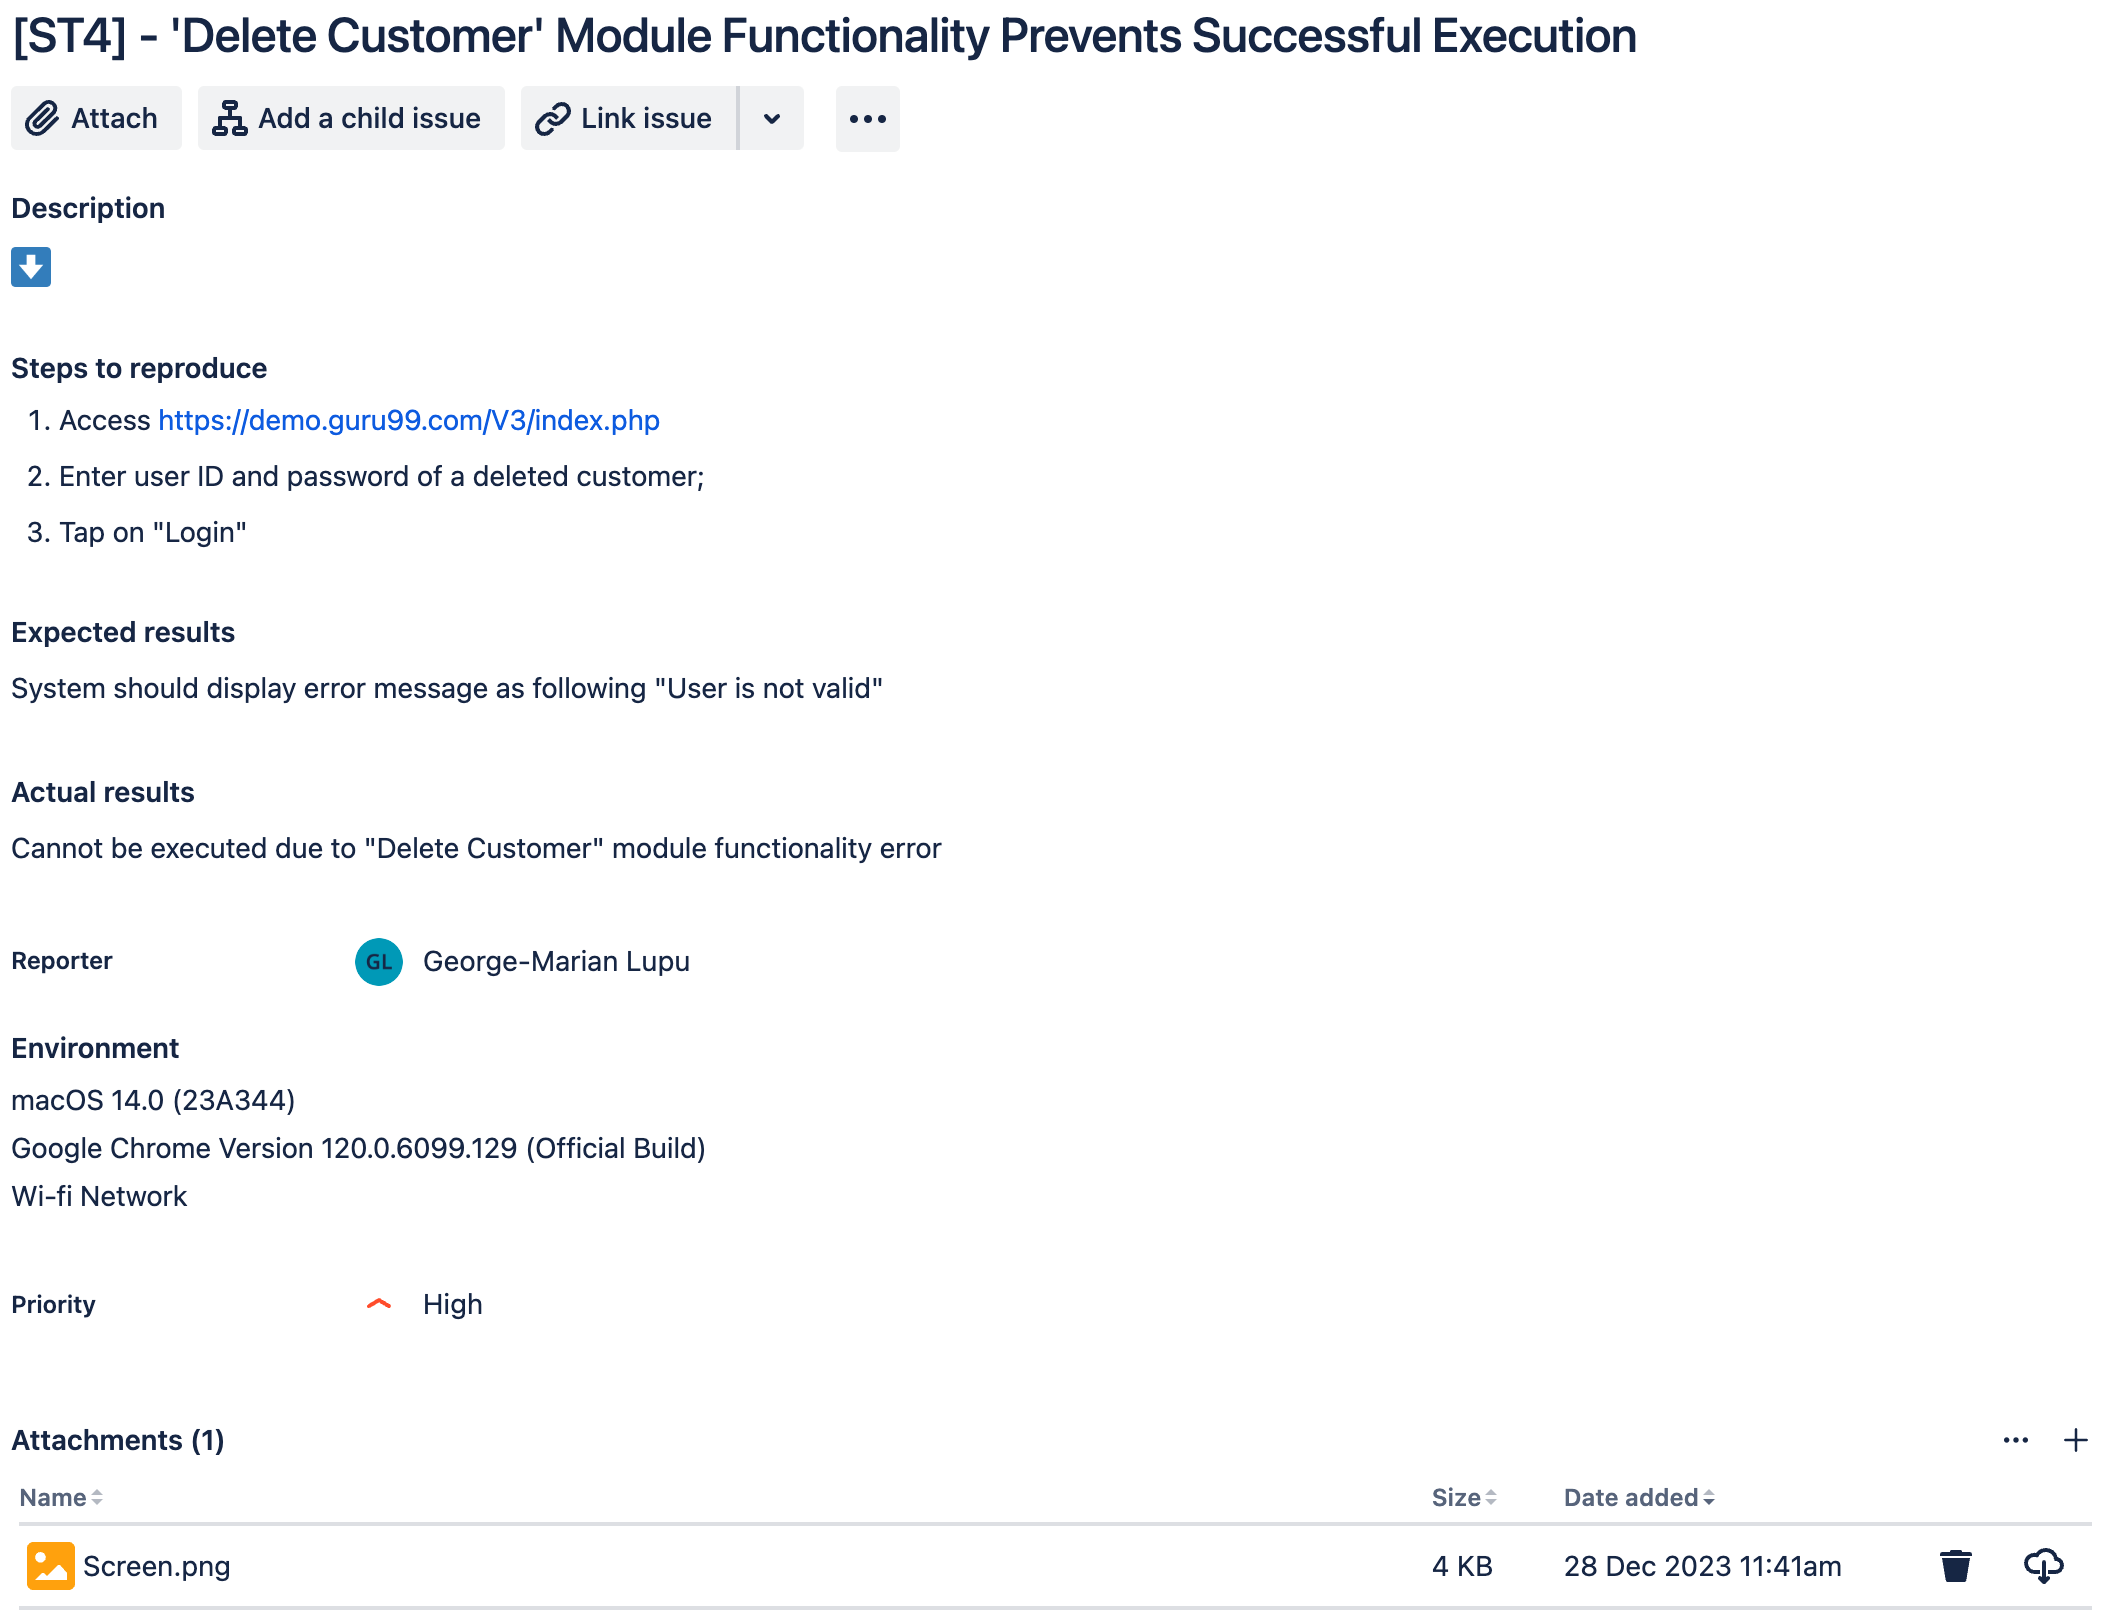 [ST4] - 'Delete Customer' Module Functionality Prevents Successful Execution
Attach Add a child issue Link issue
Description
Steps to reproduce
1. Access https://demo.guru99.com/V3/index.php
2. Enter user ID and password of a deleted customer;
3. Tap on "Login"
Expected results
System should display error message as following "User is not valid"
Actual results
Cannot be executed due to "Delete Customer" module functionality error
Reporter GL George-Marian Lupu
Environment
macOS 14.0 (23A344)
Google Chrome Version 120.0.6099.129 (Official Build)
Wi-fi Network
Priority High
Attachments (1)
Name Size Date added
Screen.png 4 KB 28 Dec 2023 11:41am